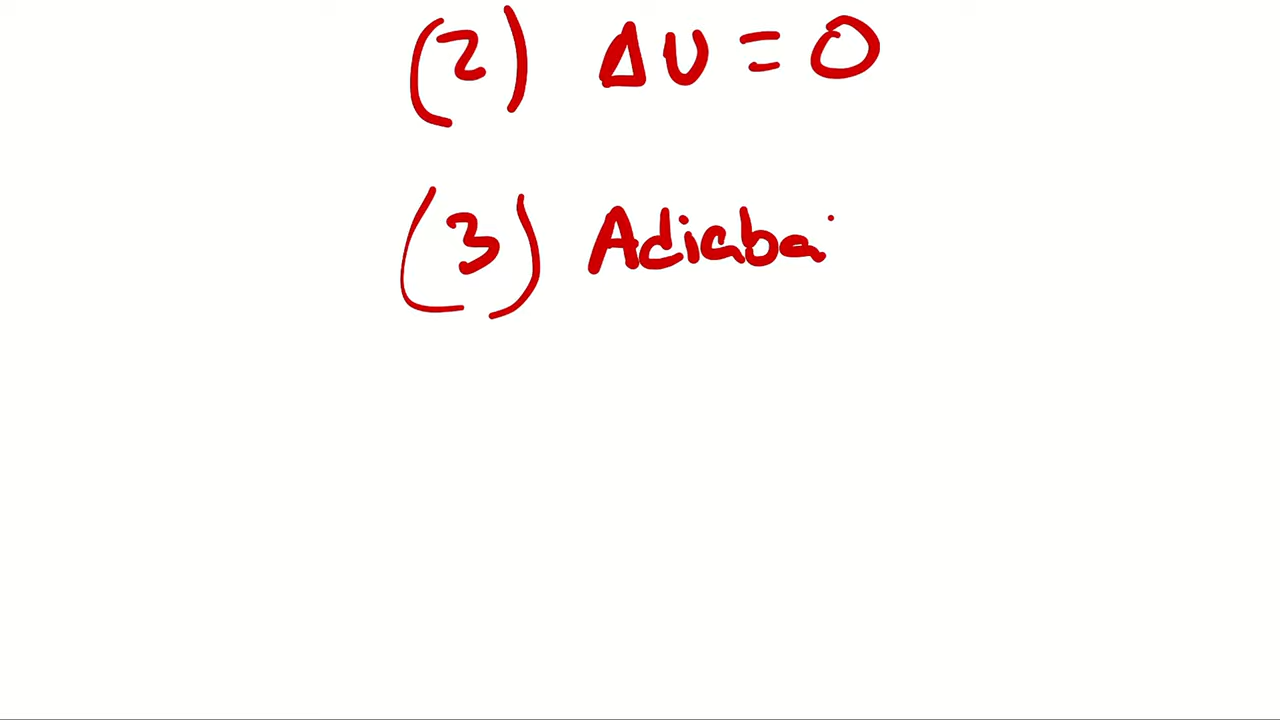 (2) ΔU = 0
(3) Adiaba